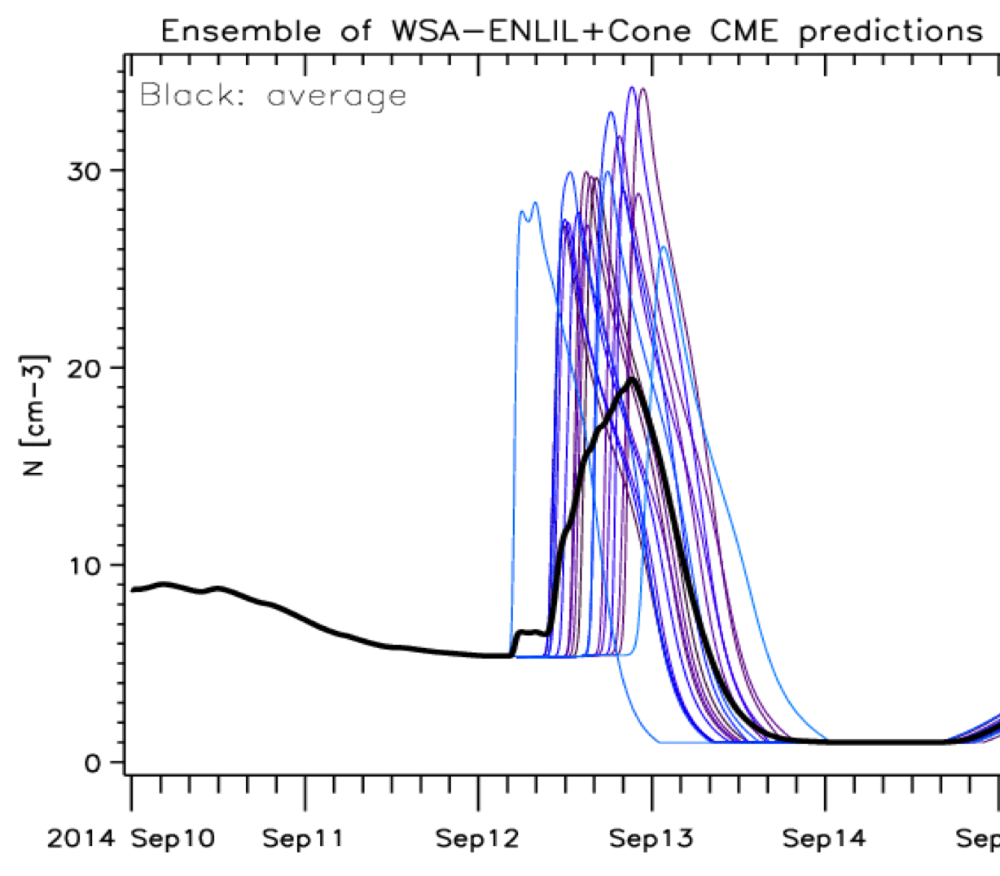 Ensemble of WSA-ENLIL+Cone CME predictions
Black: average
30
20
10
0
N [cm-3]
2014 Sep10 Sep11 Sep12 Sep13 Sep14 Sep